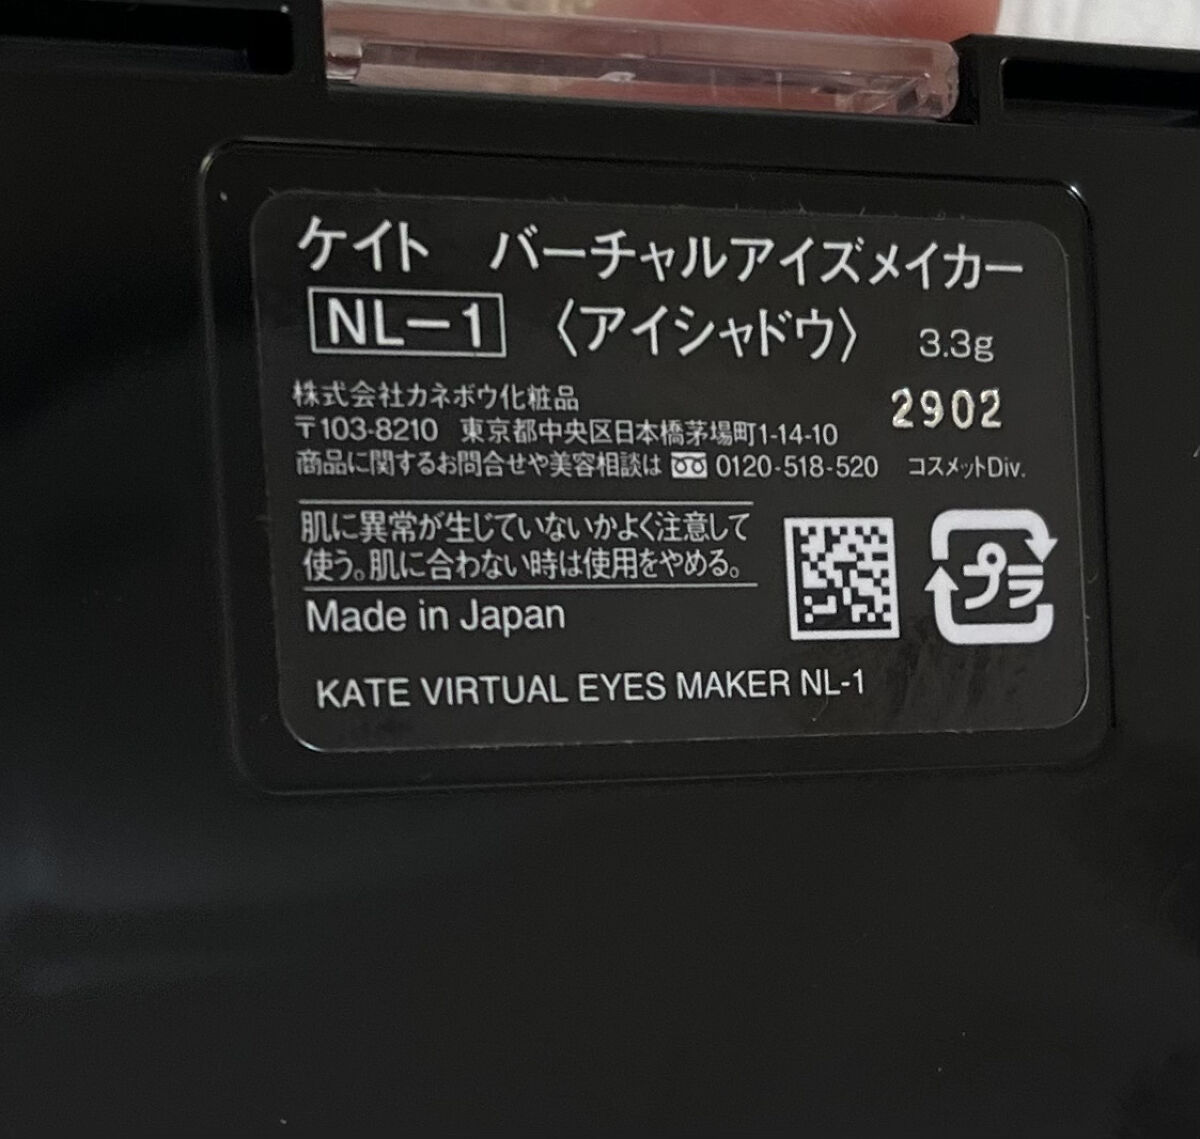 ケイト バーチャルアイズメイカー
NL-1 〈アイシャドウ〉 3.3g
株式会社カネボウ化粧品
2902
〒103-8210 東京都中央区日本橋茅場町1-14-10
商品に関するお問合せや美容相談は 0120-518-520 コスメットDiv.
肌に異常が生じていないかよく注意して
使う。肌に合わない時は使用をやめる。
プラ
Made in Japan
KATE VIRTUAL EYES MAKER NL-1